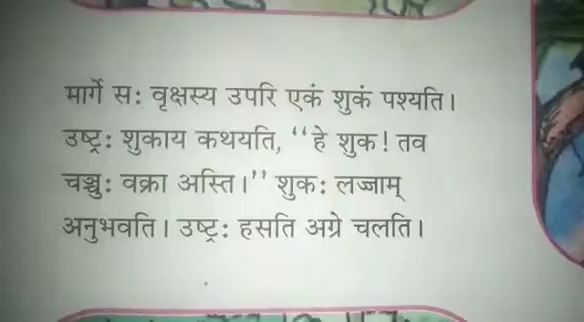 मार्गे सः वृक्षस्य उपरि एकं शुकं पश्यति।
उष्ट्रः शुकाय कथयति, “हे शुक! तव
चञ्चुः वक्रा अस्ति।” शुकः लज्जाम्
अनुभवति। उष्ट्रः हसति अग्रे चलति।